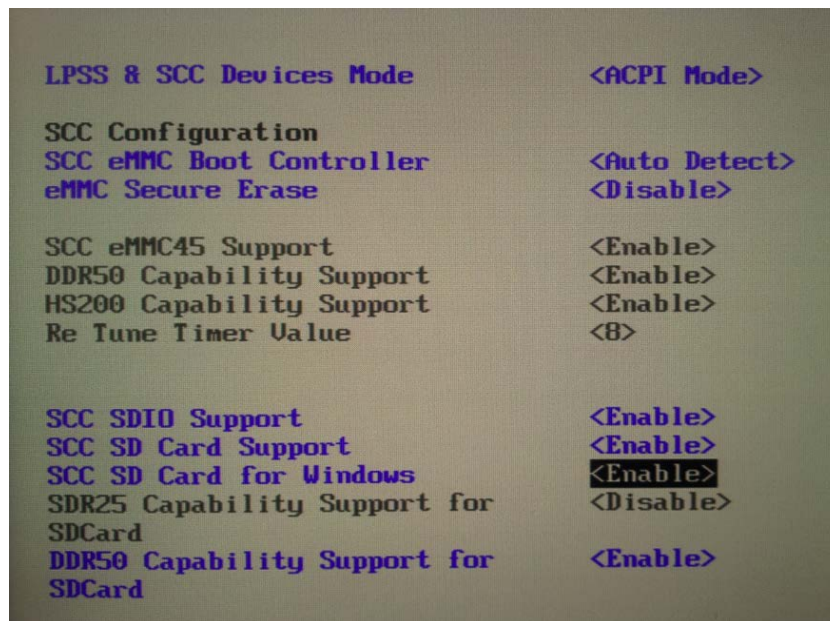 LPSS & SCC Devices Mode <ACPI Mode>
SCC Configuration
SCC eMMC Boot Controller <Auto Detect>
eMMC Secure Erase <Disable>
SCC eMMC45 Support <Enable>
DDR50 Capability Support <Enable>
HS200 Capability Support <Enable>
Re Tune Timer Value <8>
SCC SDIO Support <Enable>
SCC SD Card Support <Enable>
SCC SD Card for Windows <Enable>
SDR25 Capability Support for <Disable>
SDCard
DDR50 Capability Support for <Enable>
SDCard